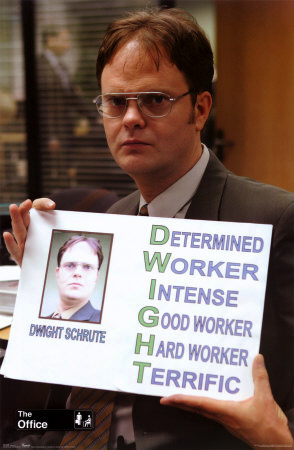 DETERMINED
WORKER
INTENSE
GOOD WORKER
HARD WORKER
TERRIFIC
DWIGHT SCHRUTE
The
Office